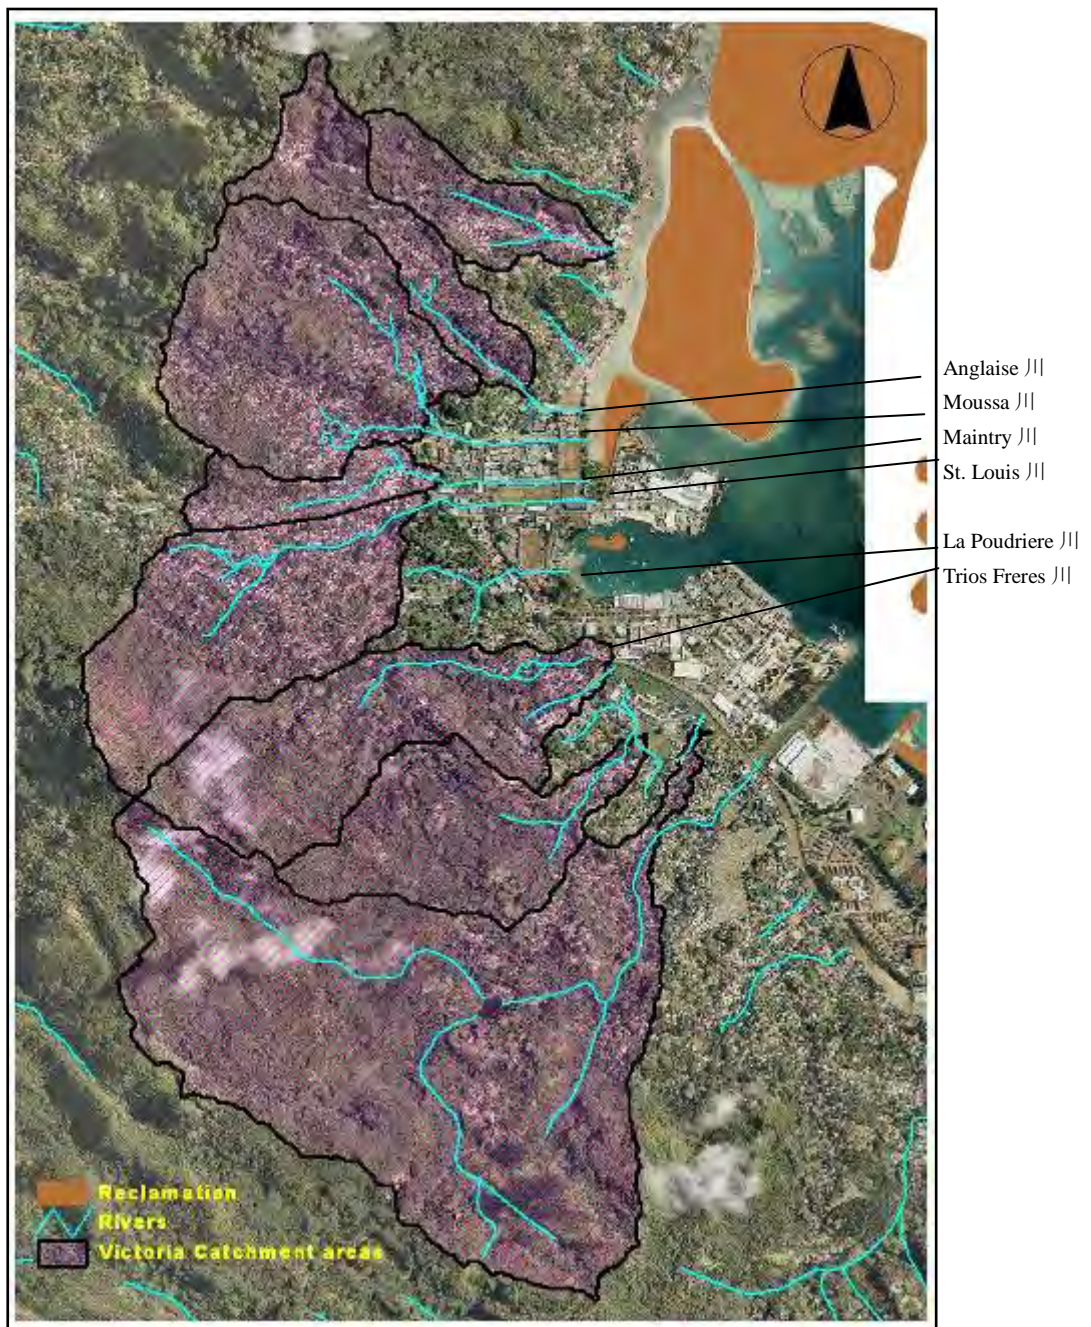 Anglaise 川
Moussa 川
Maintry 川
St. Louis 川
La Poudriere 川
Trios Freres 川
Reclamation
Rivers
Victoria Catchment areas